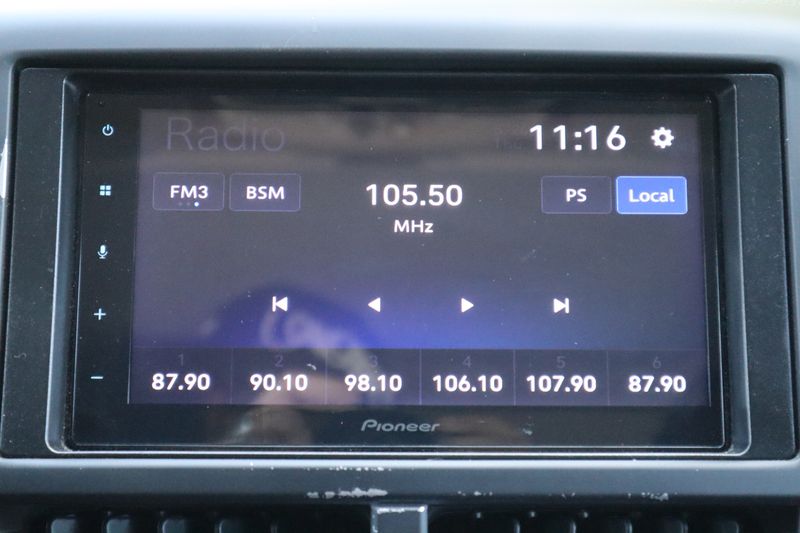 Radio
11:16
FM3 BSM 105.50 PS Local
MHz
1 2 3 4 5 6
87.90 90.10 98.10 106.10 107.90 87.90
Pioneer